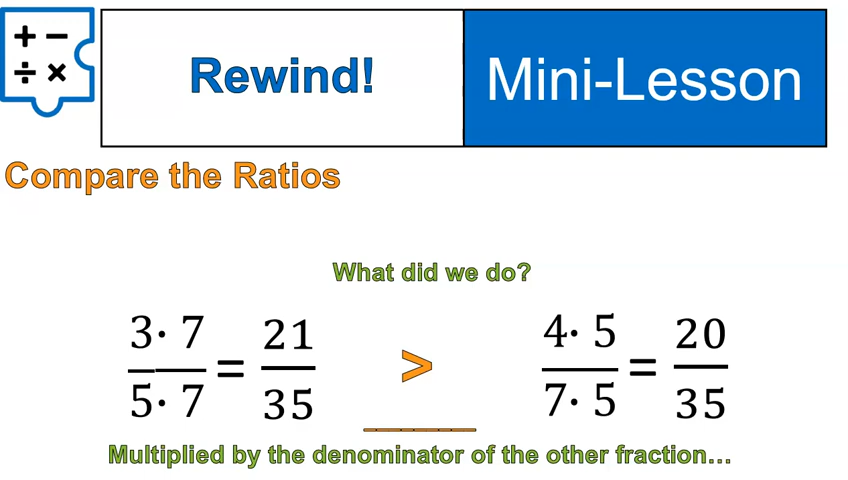 + −
÷ ×
Rewind!
Mini-Lesson
Compare the Ratios
What did we do?
3· 7 / 5· 7 = 21 / 35 > 4· 5 / 7· 5 = 20 / 35
Multiplied by the denominator of the other fraction…